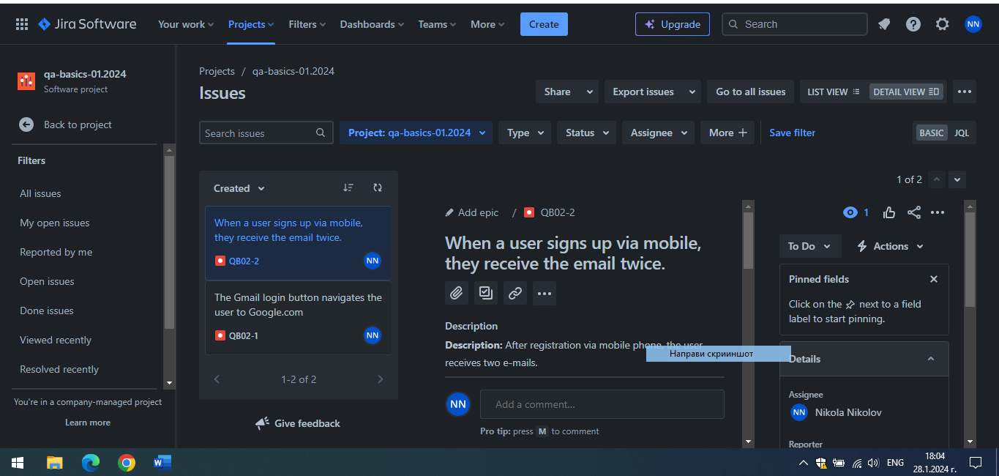 Jira Software
Your work
Projects
Filters
Dashboards
Teams
More
Create
Upgrade
Search
NN
qa-basics-01.2024
Software project
Back to project
Filters
All issues
My open issues
Reported by me
Open issues
Done issues
Viewed recently
Resolved recently
You're in a company-managed project
Learn more
Projects / qa-basics-01.2024
Issues
Share
Export issues
Go to all issues
LIST VIEW
DETAIL VIEW
Search issues
Project: qa-basics-01.2024
Type
Status
Assignee
More
Save filter
BASIC
JQL
Created
When a user signs up via mobile,
they receive the email twice.
QB02-2
NN
The Gmail login button navigates the
user to Google.com
QB02-1
NN
1-2 of 2
Give feedback
1 of 2
Add epic / QB02-2
When a user signs up via mobile,
they receive the email twice.
Description
Description: After registration via mobile phone, the user
receives two e-mails.
Направи скрииншот
NN
Add a comment...
Pro tip: press M to comment
1
To Do
Actions
Pinned fields
Click on the next to a field
label to start pinning.
Details
Assignee
NN
Nikola Nikolov
Reporter
ENG
18:04
28.1.2024 г.